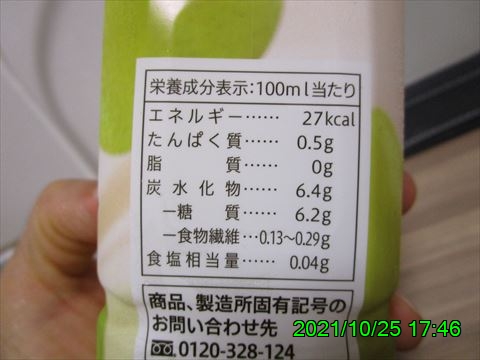 栄養成分表示:100ml当たり
エネルギー…… 27kcal
たんぱく質…… 0.5g
脂 質…… 0g
炭水化物…… 6.4g
―糖 質…… 6.2g
―食物繊維…0.13~0.29g
食塩相当量…… 0.04g
商品、製造所固有記号の
お問い合わせ先
0120-328-124
2021/10/25 17:46